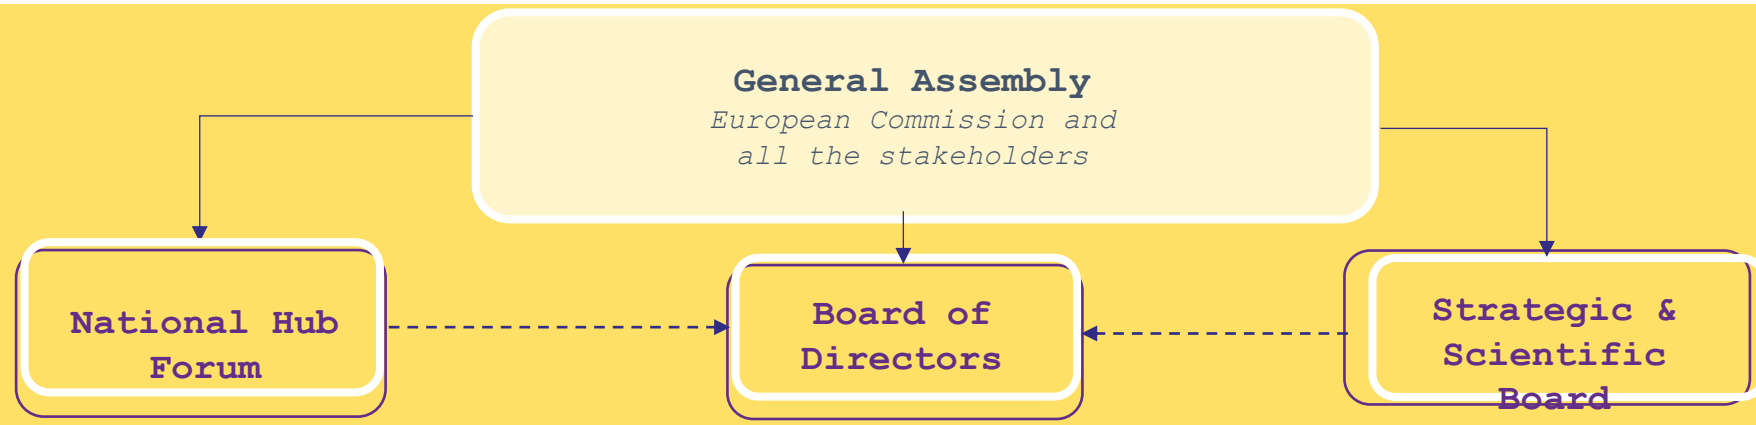 General Assembly
European Commission and
all the stakeholders
National Hub
Forum
Board of
Directors
Strategic &
Scientific
Board